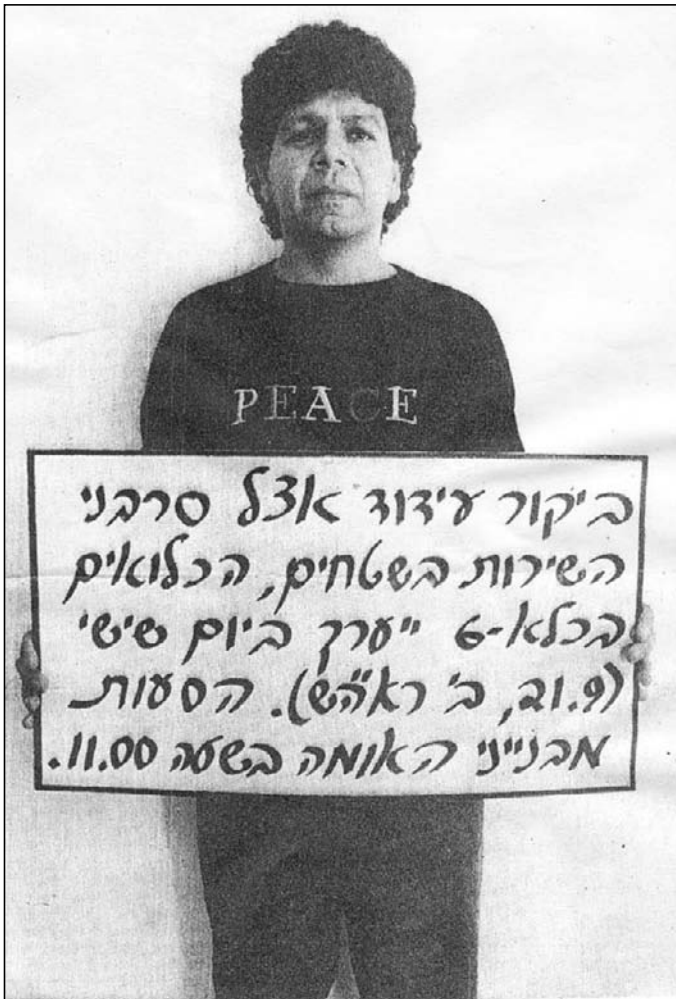 PEACE
ביקור עידוד אצל סרבני
השירות בשטחים, הכלואים
בכלא-6 ייערך ביום שישי
(21.9, ב' ראה"ש). הסעות
מבנייני האומה בשעה 11.00.